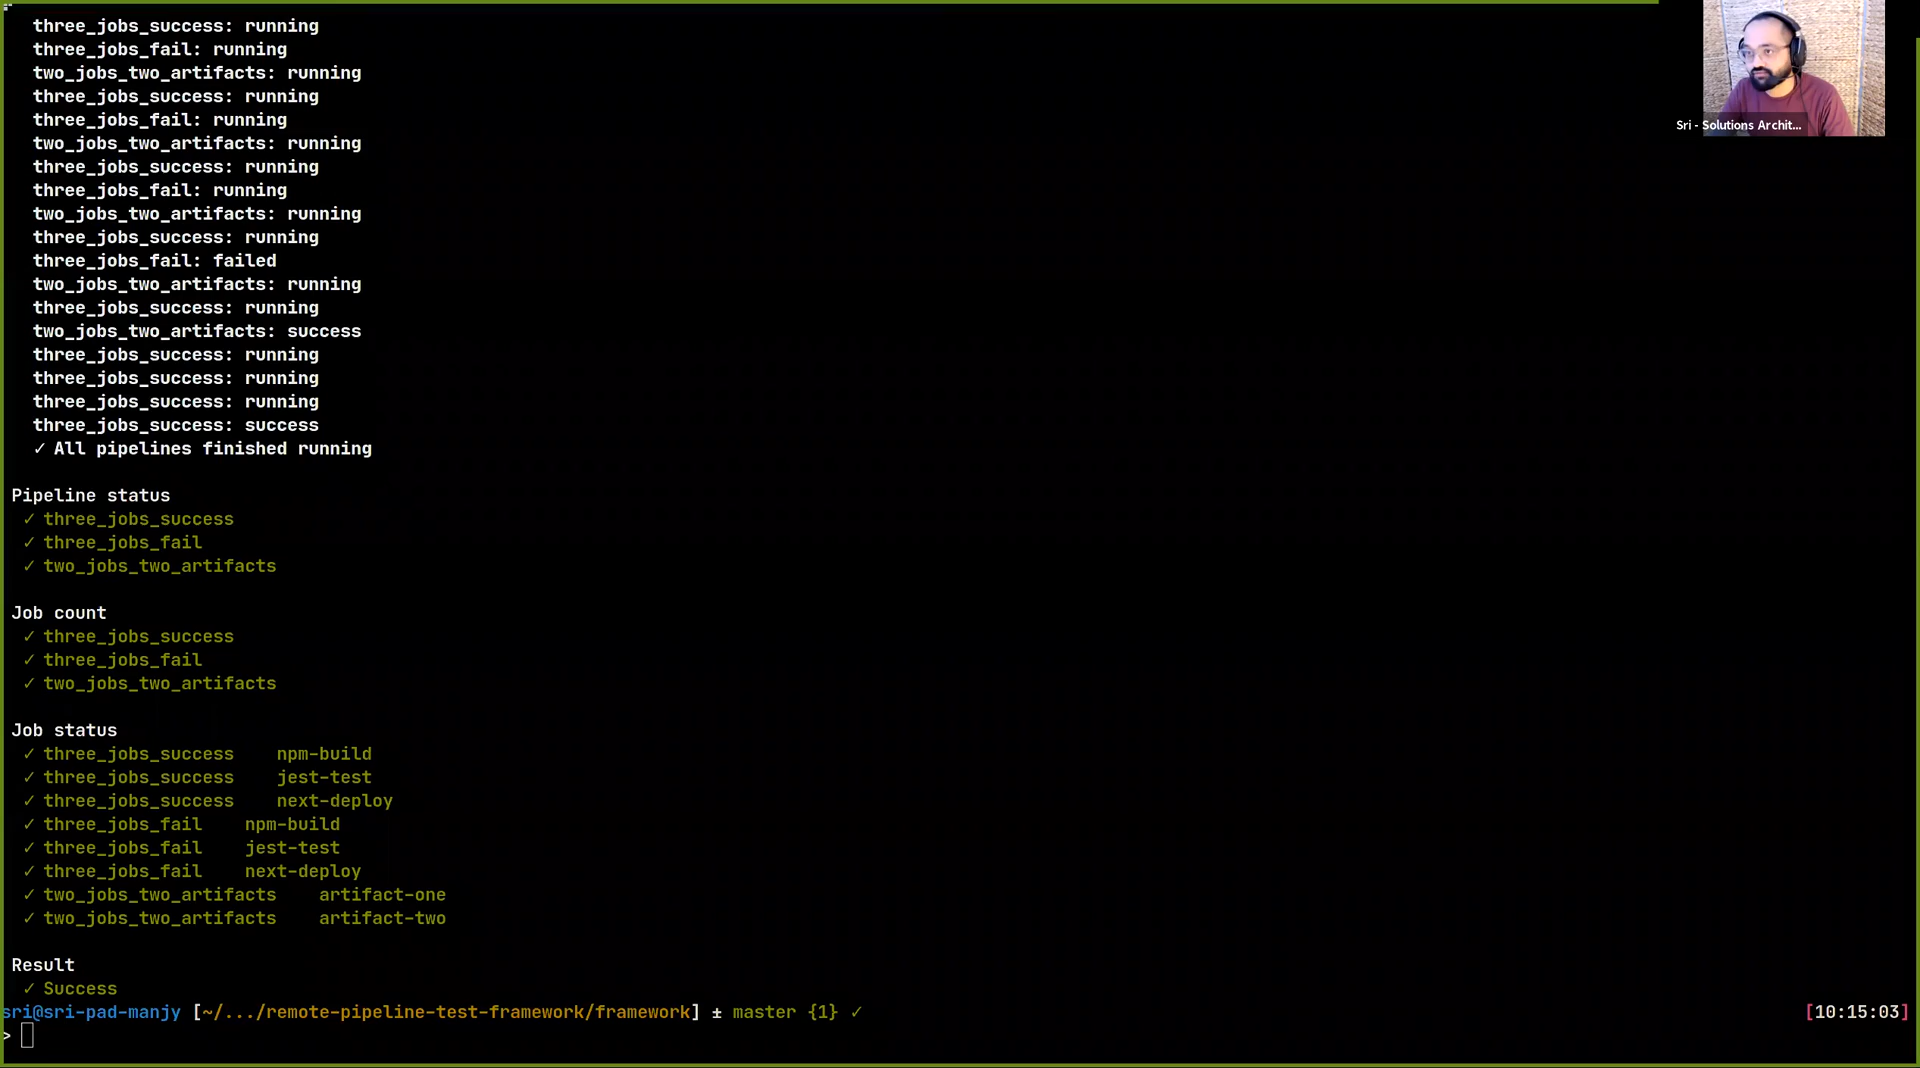 three_jobs_success: running
three_jobs_fail: running
two_jobs_two_artifacts: running
three_jobs_success: running
three_jobs_fail: running
two_jobs_two_artifacts: running
three_jobs_success: running
three_jobs_fail: running
two_jobs_two_artifacts: running
three_jobs_success: running
three_jobs_fail: failed
two_jobs_two_artifacts: running
three_jobs_success: running
two_jobs_two_artifacts: success
three_jobs_success: running
three_jobs_success: running
three_jobs_success: running
three_jobs_success: success
✓ All pipelines finished running
Pipeline status
✓ three_jobs_success
✓ three_jobs_fail
✓ two_jobs_two_artifacts
Job count
✓ three_jobs_success
✓ three_jobs_fail
✓ two_jobs_two_artifacts
Job status
✓ three_jobs_success    npm-build
✓ three_jobs_success    jest-test
✓ three_jobs_success    next-deploy
✓ three_jobs_fail    npm-build
✓ three_jobs_fail    jest-test
✓ three_jobs_fail    next-deploy
✓ two_jobs_two_artifacts    artifact-one
✓ two_jobs_two_artifacts    artifact-two
Result
✓ Success
sri@sri-pad-manjy [~/.../remote-pipeline-test-framework/framework] ± master {1} ✓ [10:15:03]
>
Sri - Solutions Archit...